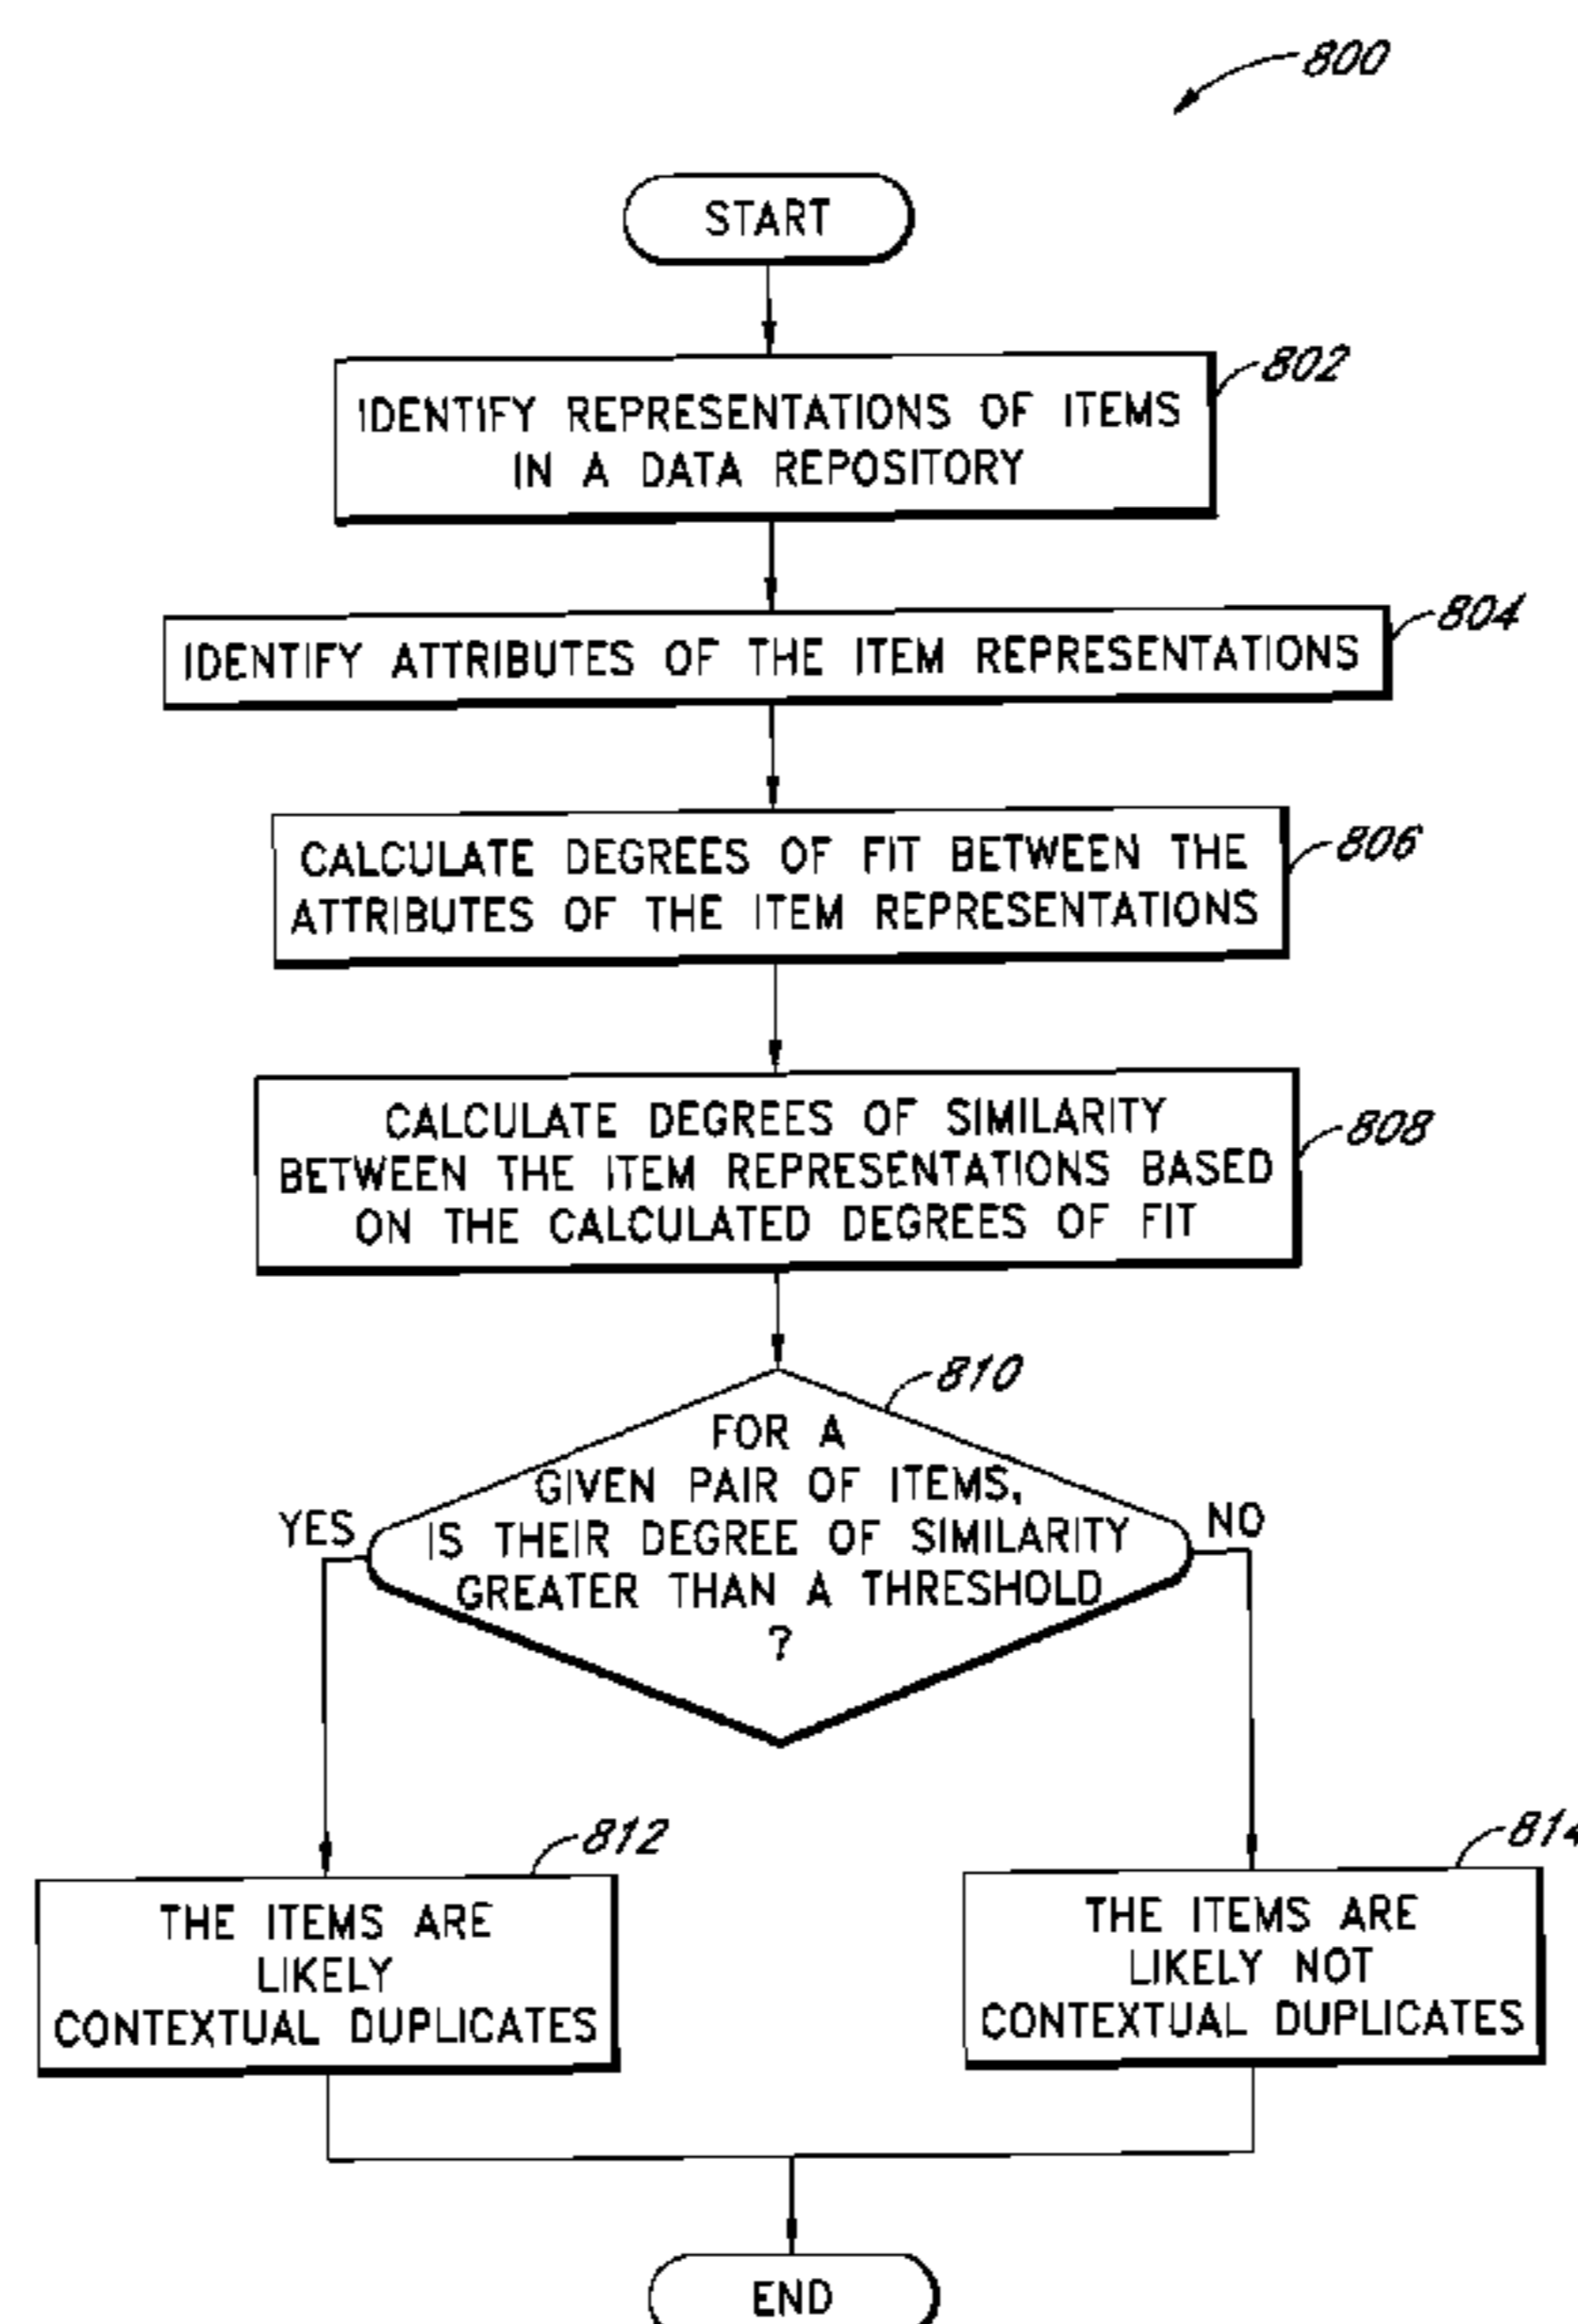 800
START
802
IDENTIFY REPRESENTATIONS OF ITEMS
IN A DATA REPOSITORY
804
IDENTIFY ATTRIBUTES OF THE ITEM REPRESENTATIONS
806
CALCULATE DEGREES OF FIT BETWEEN THE
ATTRIBUTES OF THE ITEM REPRESENTATIONS
808
CALCULATE DEGREES OF SIMILARITY
BETWEEN THE ITEM REPRESENTATIONS BASED
ON THE CALCULATED DEGREES OF FIT
810
FOR A
GIVEN PAIR OF ITEMS,
IS THEIR DEGREE OF SIMILARITY
GREATER THAN A THRESHOLD
?
YES
NO
812
THE ITEMS ARE
LIKELY
CONTEXTUAL DUPLICATES
814
THE ITEMS ARE
LIKELY NOT
CONTEXTUAL DUPLICATES
END